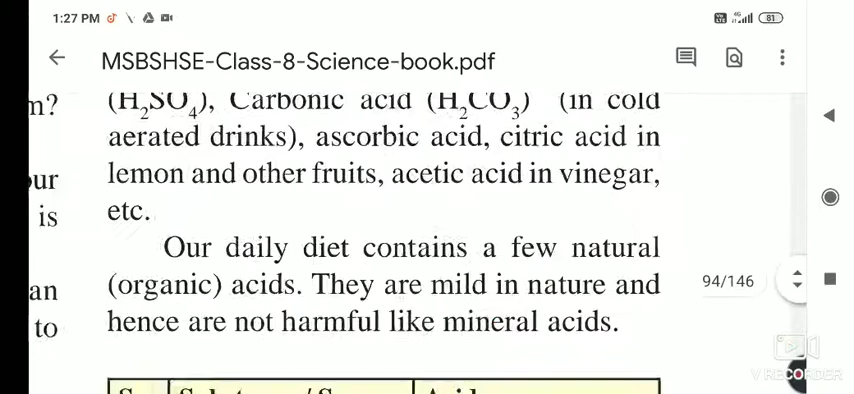 1:27 PM
4G
81
MSBSHSE-Class-8-Science-book.pdf
m?
(H₂SO₄), Carbonic acid (H₂CO₃) (in cold
aerated drinks), ascorbic acid, citric acid in
our
lemon and other fruits, acetic acid in vinegar,
is
etc.
Our daily diet contains a few natural
an
(organic) acids. They are mild in nature and
94/146
to
hence are not harmful like mineral acids.
V RECORDER